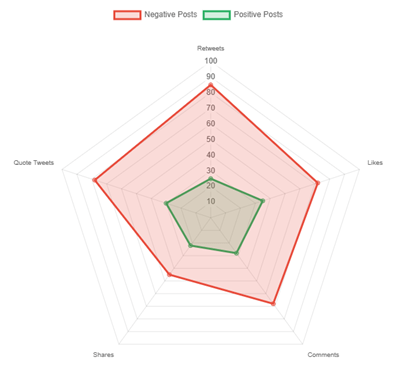 Negative Posts
Positive Posts
Retweets
100
90
80
70
60
50
40
30
20
10
Quote Tweets
Likes
Shares
Comments